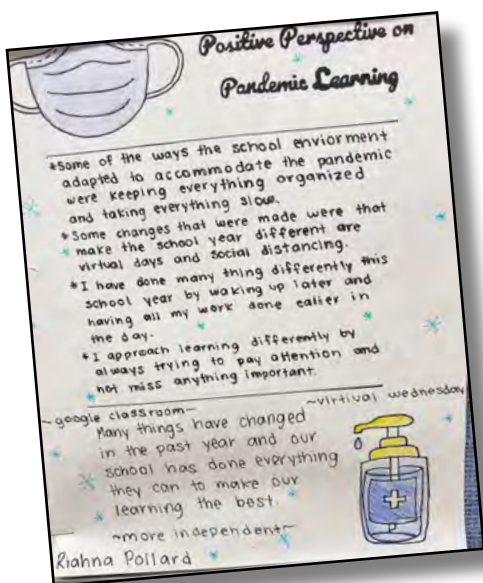 Positive Perspective on
Pandemic Learning
*Some of the ways the school enviorment
adapted to accommodate the pandemic
were keeping everything organized
and taking everything slow.
*Some changes that were made were that
make the school year different are
virtual days and social distancing.
*I have done many thing differently this
school year by waking up later and
having all my work done ealier in
the day.
*I approach learning differently by
always trying to pay attention and
not miss anything important.
~google classroom~
~virtival wednesday
Many things have changed
in the past year and our
school has done everything
they can to make our
learning the best.
~more independent~
Riahna Pollard